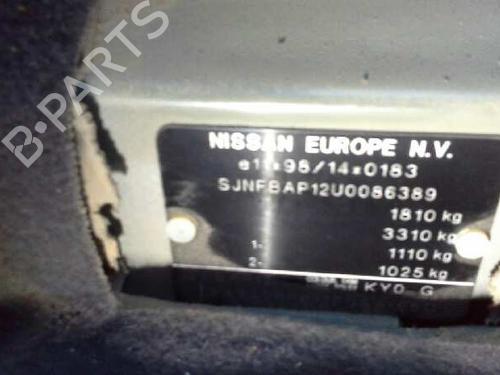 B-PARTS
NISSAN EUROPE N.V.
e11*98/14*0183
SJNFBAP12U0086389
1810 kg
3310 kg
1- 1110 kg
2- 1025 kg
KY0 G